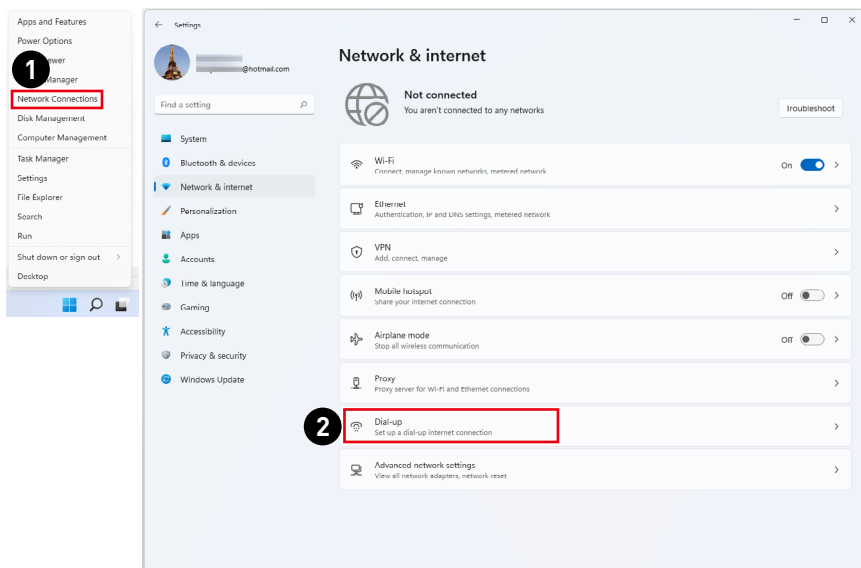 Apps and Features
Power Options
ewer
Manager
1
Network Connections
Disk Management
Computer Management
Task Manager
Settings
File Explorer
Search
Run
Shut down or sign out
Desktop
Settings
@hotmail.com
Find a setting
System
Bluetooth & devices
Network & internet
Personalization
Apps
Accounts
Time & language
Gaming
Accessibility
Privacy & security
Windows Update
Network & internet
Not connected
You aren't connected to any networks
Troubleshoot
Wi-Fi
Connect, manage known networks, metered network
On
Ethernet
Authentication, IP and DNS settings, metered network
VPN
Add, connect, manage
Mobile hotspot
Share your internet connection
Off
Airplane mode
Stop all wireless communication
Off
Proxy
Proxy server for Wi-Fi and Ethernet connections
2
Dial-up
Set up a dial-up internet connection
Advanced network settings
View all network adapters, network reset